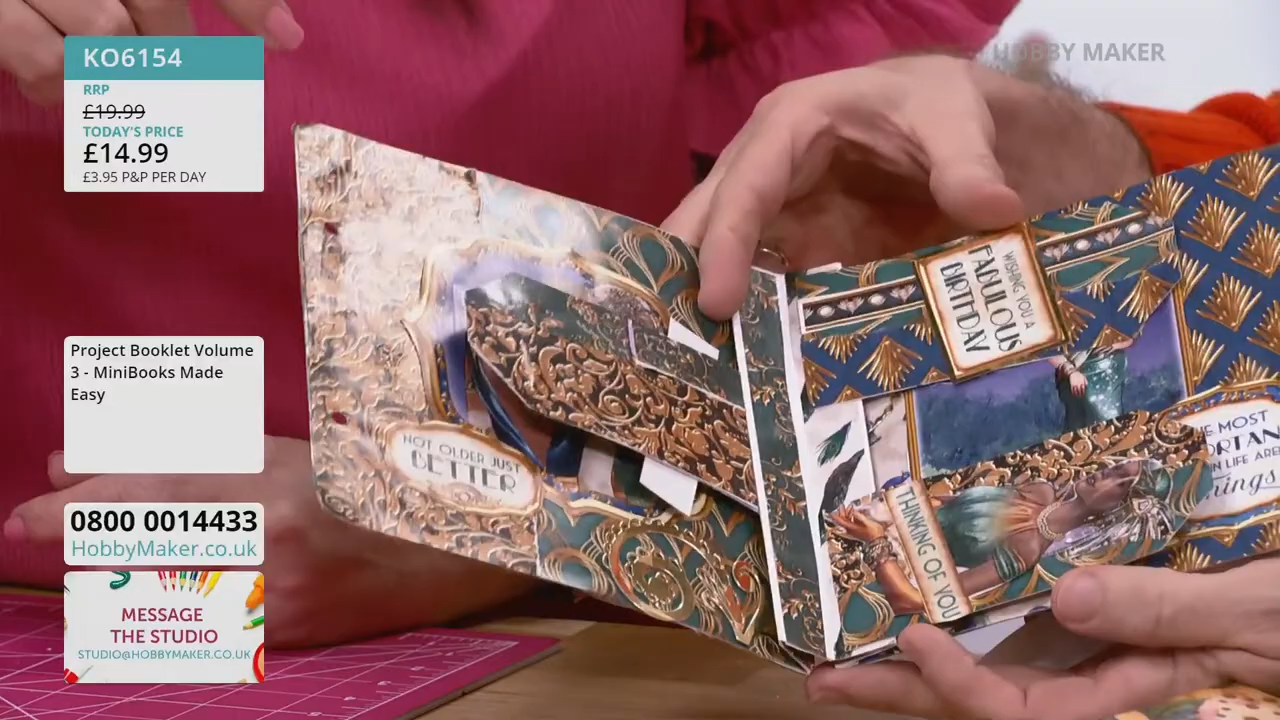 KO6154
RRP
£19.99
TODAY'S PRICE
£14.99
£3.95 P&P PER DAY
Project Booklet Volume
3 - MiniBooks Made
Easy
0800 0014433
HobbyMaker.co.uk
MESSAGE
THE STUDIO
STUDIO@HOBBYMAKER.CO.UK
HOBBY MAKER
NOT OLDER JUST
BETTER
WISHING YOU A
FABULOUS
BIRTHDAY
THINKING OF YOU
MOST
IN LIFE